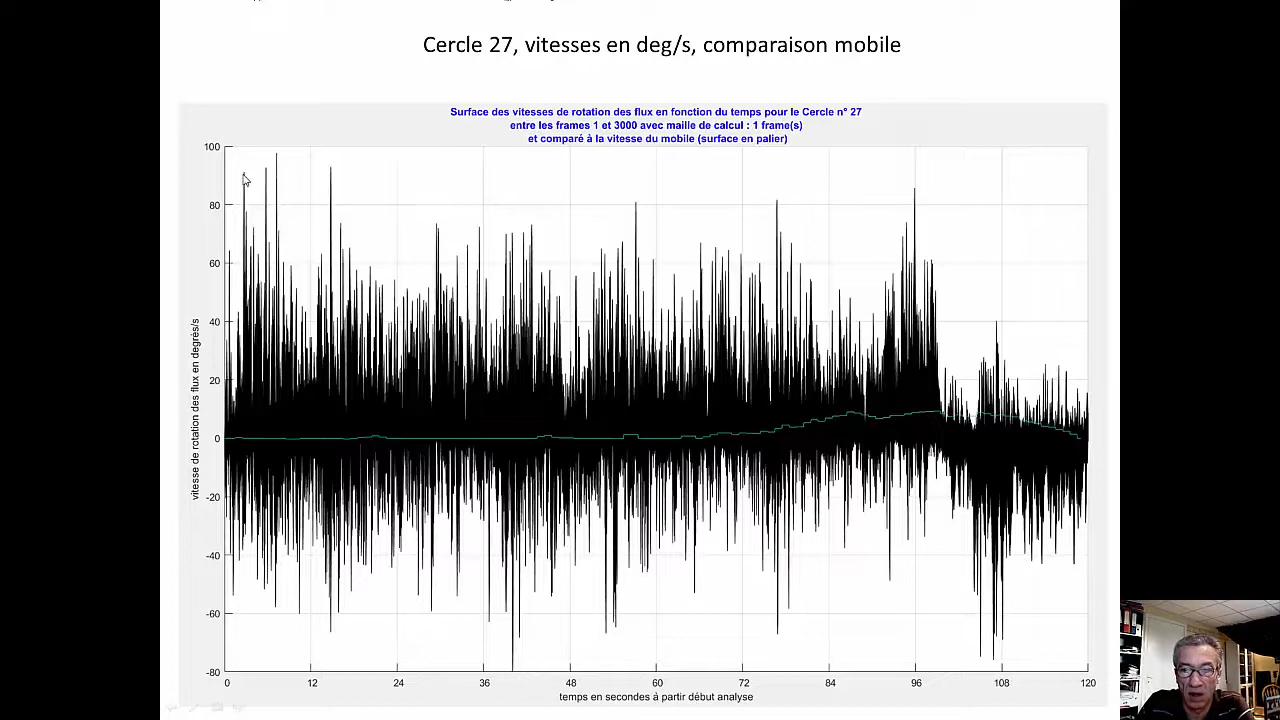 Cercle 27, vitesses en deg/s, comparaison mobile
Surface des vitesses de rotation des flux en fonction du temps pour le Cercle n° 27
entre les frames 1 et 3000 avec maille de calcul : 1 frame(s)
et comparé à la vitesse du mobile (surface en palier)
100
80
60
40
20
0
-20
-40
-60
-80
vitesse de rotation des flux en degrés/s
0 12 24 36 48 60 72 84 96 108 120
temps en secondes à partir début analyse